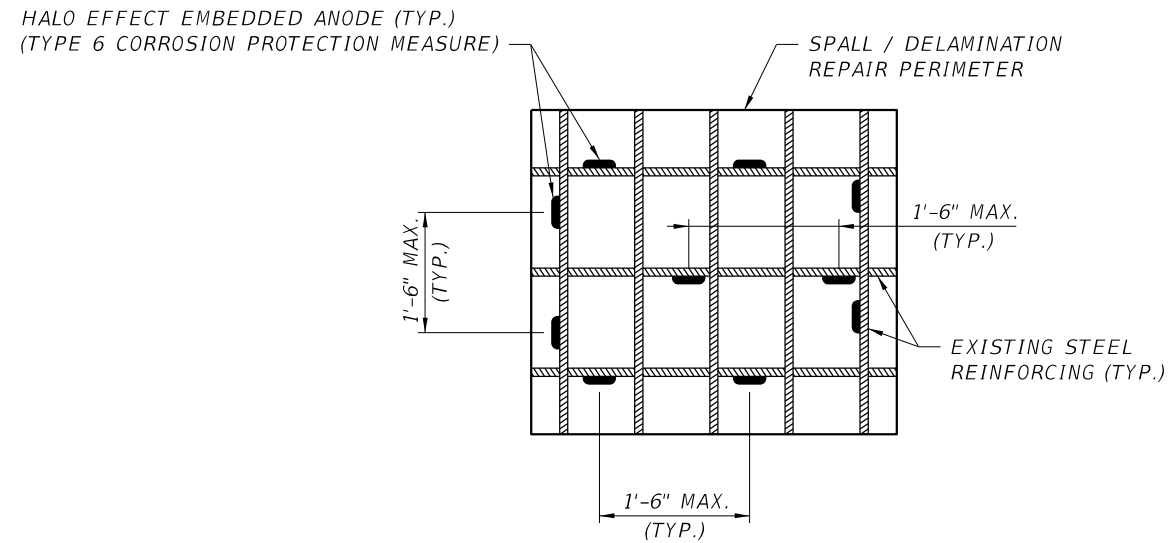 HALO EFFECT EMBEDDED ANODE (TYP.)
(TYPE 6 CORROSION PROTECTION MEASURE)
SPALL / DELAMINATION
REPAIR PERIMETER
1'-6" MAX.
(TYP.)
1'-6" MAX.
(TYP.)
EXISTING STEEL
REINFORCING (TYP.)
1'-6" MAX.
(TYP.)